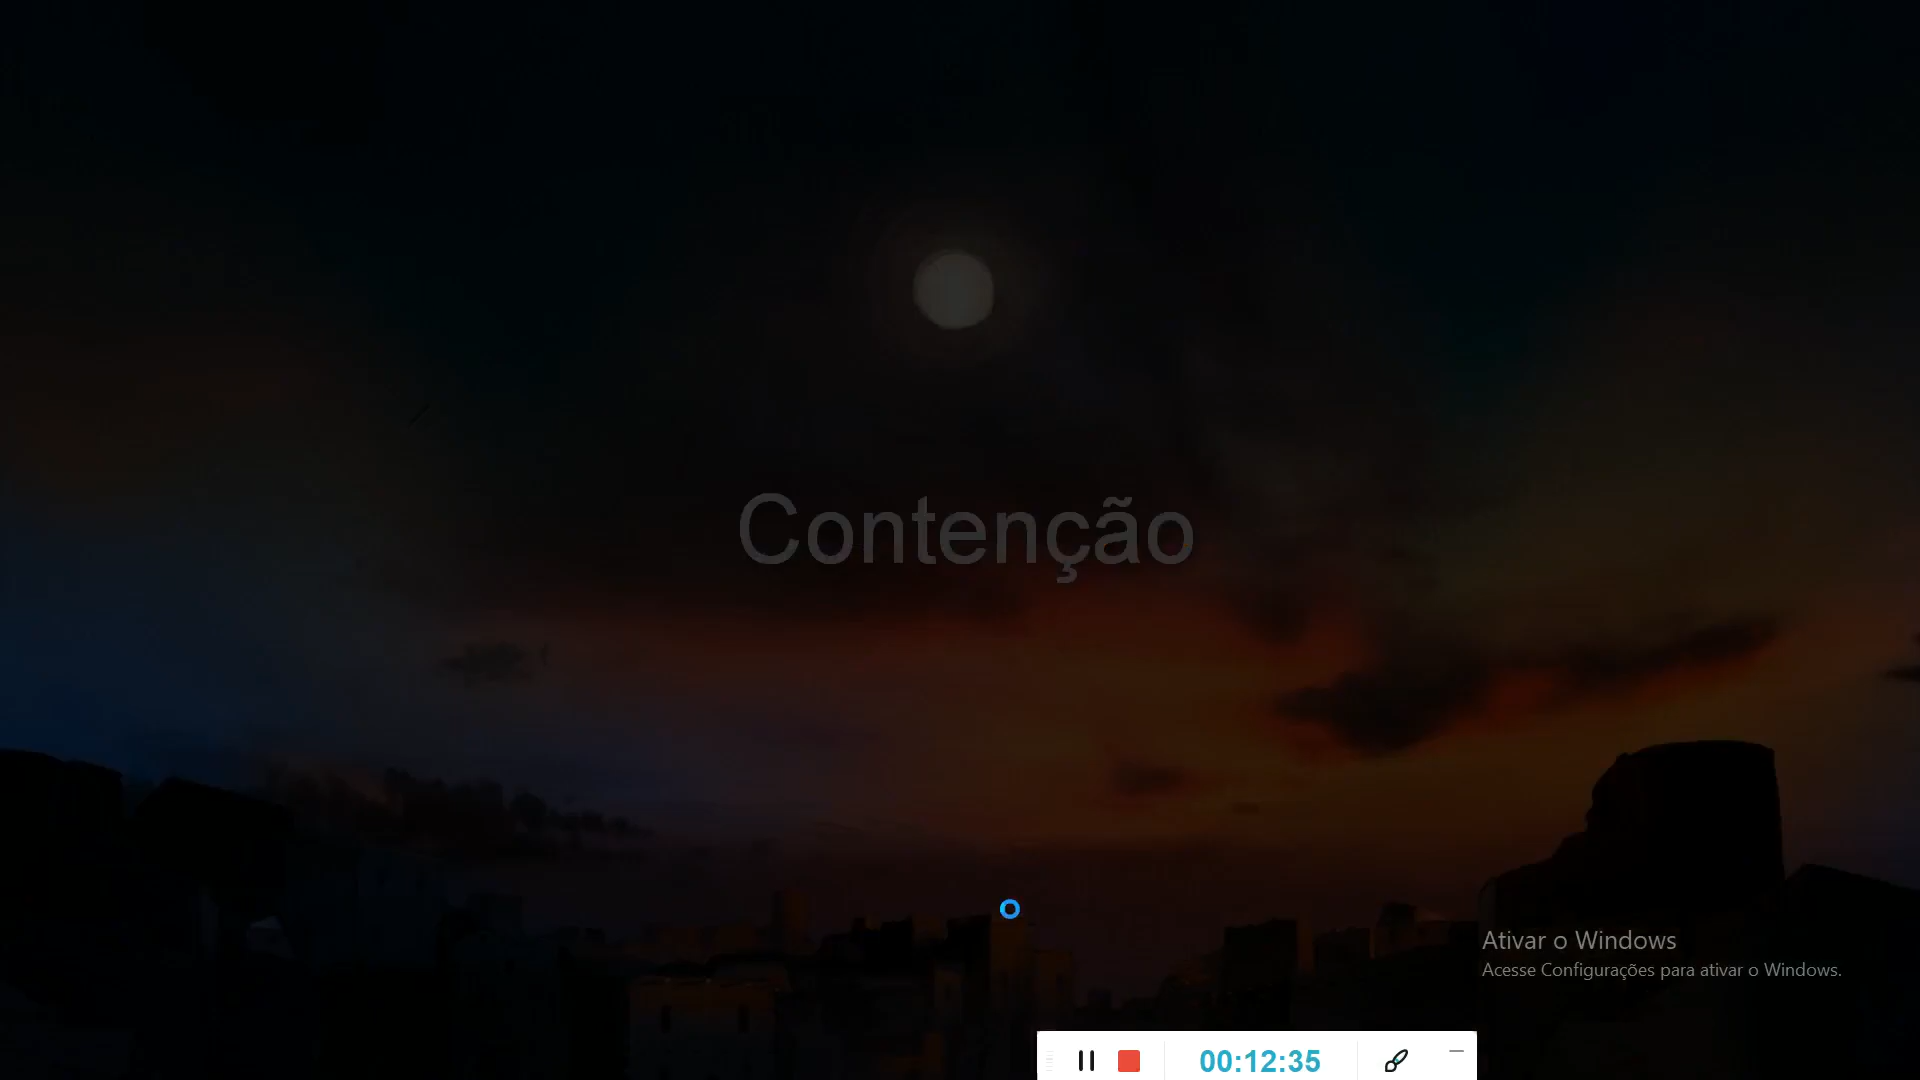 Contenção
Ativar o Windows
Acesse Configurações para ativar o Windows.
00:12:35